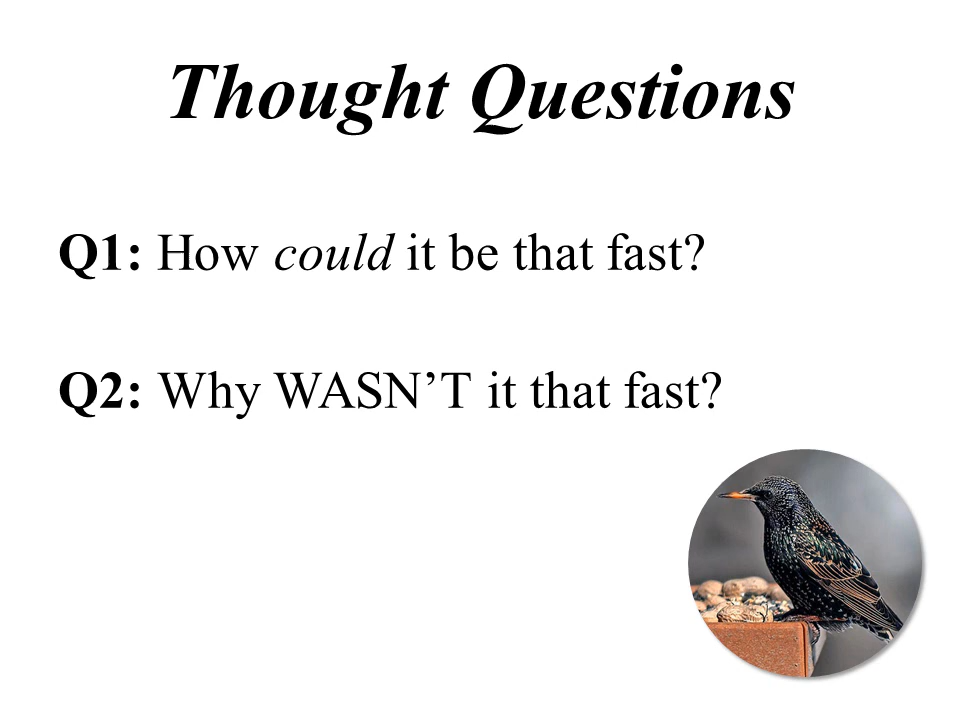 Thought Questions
Q1: How could it be that fast?
Q2: Why WASN’T it that fast?